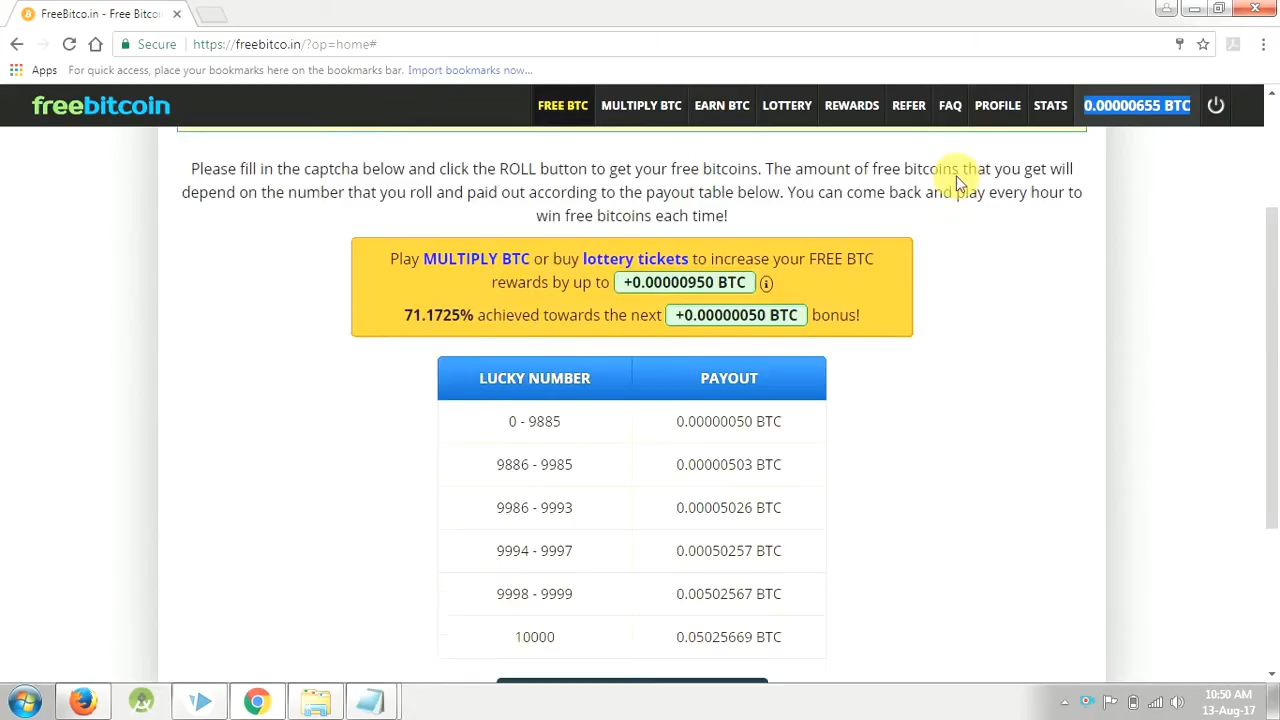 FreeBitco.in - Free Bitco
Secure https://freebitco.in/?op=home#
Apps For quick access, place your bookmarks here on the bookmarks bar. Import bookmarks now...
freebitcoin FREE BTC MULTIPLY BTC EARN BTC LOTTERY REWARDS REFER FAQ PROFILE STATS 0.00000655 BTC
Please fill in the captcha below and click the ROLL button to get your free bitcoins. The amount of free bitcoins that you get will
depend on the number that you roll and paid out according to the payout table below. You can come back and play every hour to
win free bitcoins each time!
Play MULTIPLY BTC or buy lottery tickets to increase your FREE BTC
rewards by up to +0.00000950 BTC
71.1725% achieved towards the next +0.00000050 BTC bonus!
LUCKY NUMBER PAYOUT
0 - 9885 0.00000050 BTC
9886 - 9985 0.00000503 BTC
9986 - 9993 0.00005026 BTC
9994 - 9997 0.00050257 BTC
9998 - 9999 0.00502567 BTC
10000 0.05025669 BTC
10:50 AM
13-Aug-17